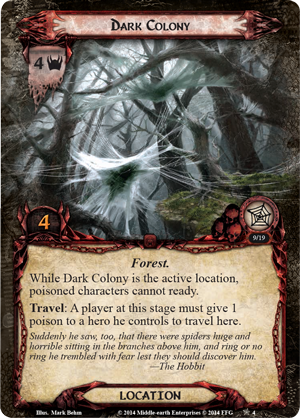 Dark Colony
4
4
9/19
Forest.
While Dark Colony is the active location,
poisoned characters cannot ready.
Travel: A player at this stage must give 1
poison to a hero he controls to travel here.
Suddenly he saw, too, that there were spiders huge and
horrible sitting in the branches above him, and ring or no
ring he trembled with fear lest they should discover him.
—The Hobbit
LOCATION
Illus. Mark Behm
© 2014 Middle-earth Enterprises © 2014 FFG
4